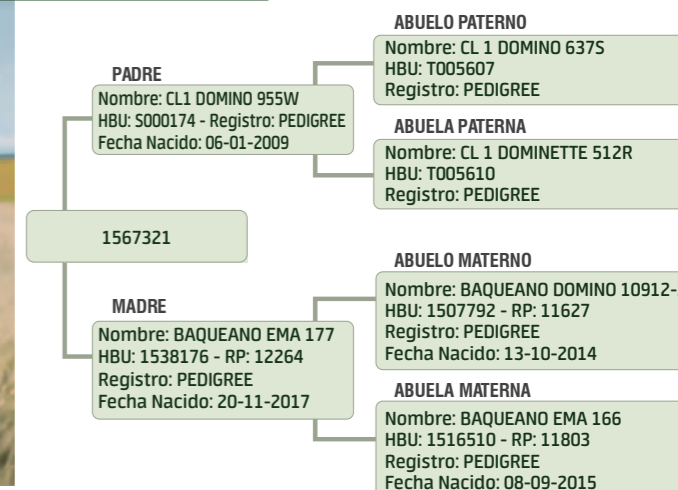 ABUELO PATERNO
Nombre: CL 1 DOMINO 637S
HBU: T005607
Registro: PEDIGREE
PADRE
Nombre: CL1 DOMINO 955W
HBU: S000174 - Registro: PEDIGREE
Fecha Nacido: 06-01-2009
ABUELA PATERNA
Nombre: CL 1 DOMINETTE 512R
HBU: T005610
Registro: PEDIGREE
1567321
ABUELO MATERNO
Nombre: BAQUEANO DOMINO 10912-
HBU: 1507792 - RP: 11627
Registro: PEDIGREE
Fecha Nacido: 13-10-2014
MADRE
Nombre: BAQUEANO EMA 177
HBU: 1538176 - RP: 12264
Registro: PEDIGREE
Fecha Nacido: 20-11-2017
ABUELA MATERNA
Nombre: BAQUEANO EMA 166
HBU: 1516510 - RP: 11803
Registro: PEDIGREE
Fecha Nacido: 08-09-2015